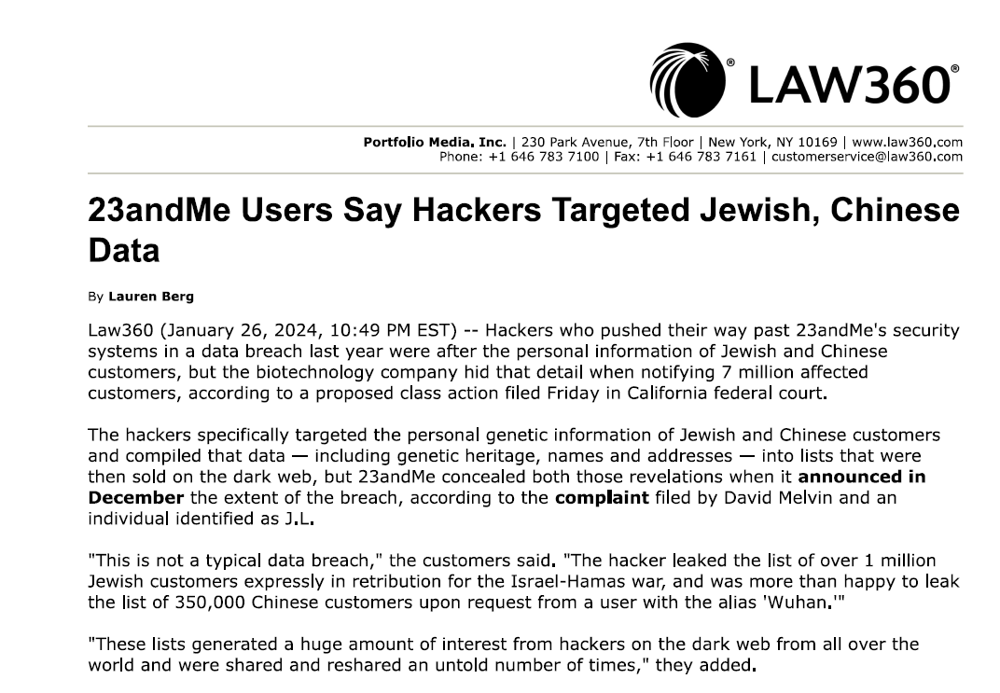 ® LAW360®
Portfolio Media. Inc. | 230 Park Avenue, 7th Floor | New York, NY 10169 | www.law360.com
Phone: +1 646 783 7100 | Fax: +1 646 783 7161 | customerservice@law360.com
23andMe Users Say Hackers Targeted Jewish, Chinese
Data
By Lauren Berg
Law360 (January 26, 2024, 10:49 PM EST) -- Hackers who pushed their way past 23andMe's security
systems in a data breach last year were after the personal information of Jewish and Chinese
customers, but the biotechnology company hid that detail when notifying 7 million affected
customers, according to a proposed class action filed Friday in California federal court.
The hackers specifically targeted the personal genetic information of Jewish and Chinese customers
and compiled that data — including genetic heritage, names and addresses — into lists that were
then sold on the dark web, but 23andMe concealed both those revelations when it announced in
December the extent of the breach, according to the complaint filed by David Melvin and an
individual identified as J.L.
"This is not a typical data breach," the customers said. "The hacker leaked the list of over 1 million
Jewish customers expressly in retribution for the Israel-Hamas war, and was more than happy to leak
the list of 350,000 Chinese customers upon request from a user with the alias 'Wuhan.'"
"These lists generated a huge amount of interest from hackers on the dark web from all over the
world and were shared and reshared an untold number of times," they added.